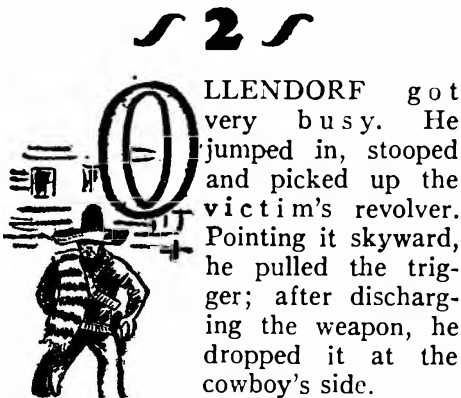 2
OLLENDORF got
very busy. He
jumped in, stooped
and picked up the
victim's revolver.
Pointing it skyward,
he pulled the trig-
ger; after discharg-
ing the weapon, he
dropped it at the
cowboy's side.